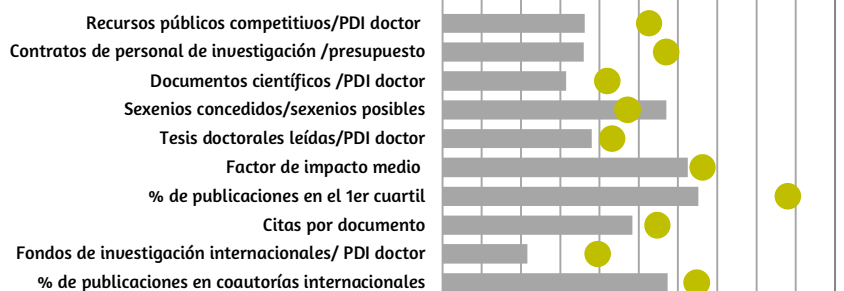 Recursos públicos competitivos/PDI doctor
Contratos de personal de investigación /presupuesto
Documentos científicos /PDI doctor
Sexenios concedidos/sexenios posibles
Tesis doctorales leídas/PDI doctor
Factor de impacto medio
% de publicaciones en el 1er cuartil
Citas por documento
Fondos de investigación internacionales/ PDI doctor
% de publicaciones en coautorías internacionales